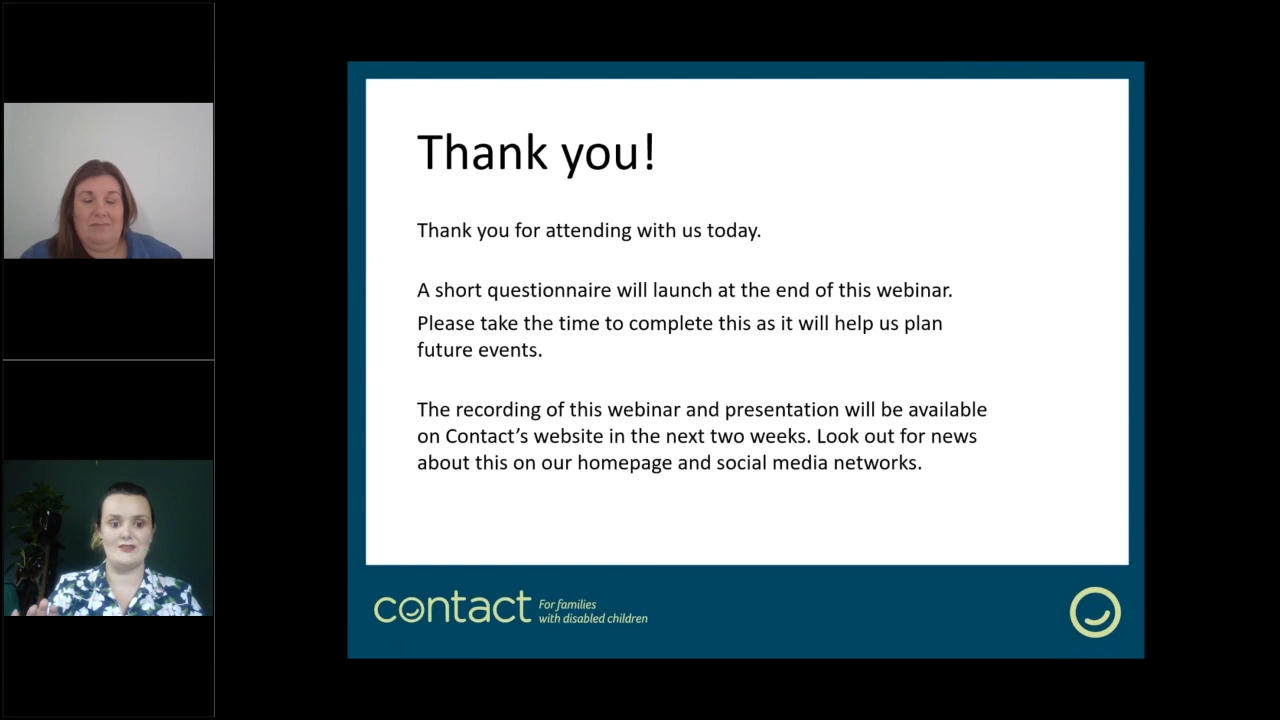 Thank you!
Thank you for attending with us today.
A short questionnaire will launch at the end of this webinar.
Please take the time to complete this as it will help us plan
future events.
The recording of this webinar and presentation will be available
on Contact’s website in the next two weeks. Look out for news
about this on our homepage and social media networks.
contact
For families
with disabled children